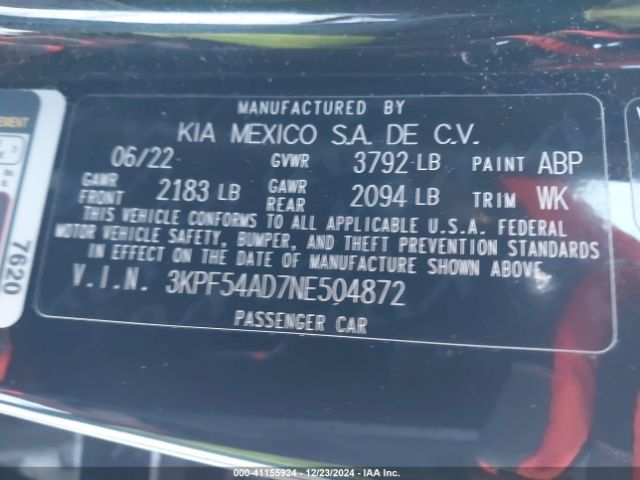 MANUFACTURED BY
KIA MEXICO S.A. DE C.V.
06/22 GVWR 3792 LB PAINT ABP
GAWR FRONT 2183 LB GAWR REAR 2094 LB TRIM WK
THIS VEHICLE CONFORMS TO ALL APPLICABLE U.S.A. FEDERAL
MOTOR VEHICLE SAFETY, BUMPER, AND THEFT PREVENTION STANDARDS
IN EFFECT ON THE DATE OF MANUFACTURE SHOWN ABOVE.
V.I.N. 3KPF54AD7NE504872
PASSENGER CAR
7620
000-41155924 - 12/23/2024 - IAA Inc.